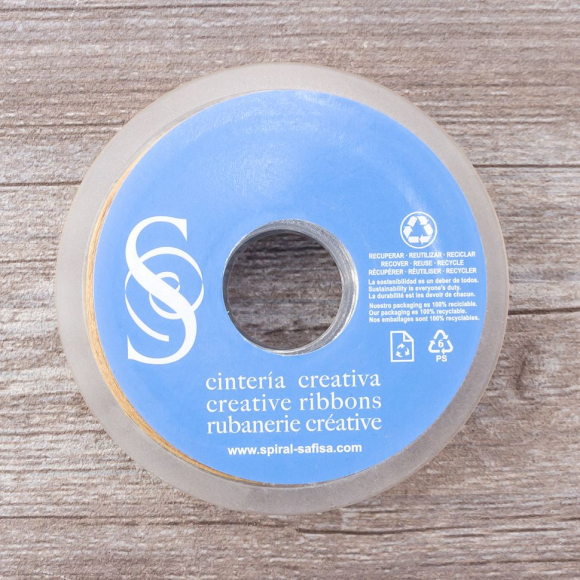 RECUPERAR · REUTILIZAR · RECICLAR
RECOVER · REUSE · RECYCLE
RÉCUPÉRER · RÉUTILISER · RECYCLER
La sostenibilidad es un deber de todos.
Sustainability is everyone's duty.
La durabilité est les devoir de chacun.
Nuestro packaging es 100% reciclable.
Our packaging is 100% recyclable.
Nos emballages sont 100% recyclables.
6
PS
S
cintería creativa
creative ribbons
rubanerie créative
www.spiral-safisa.com